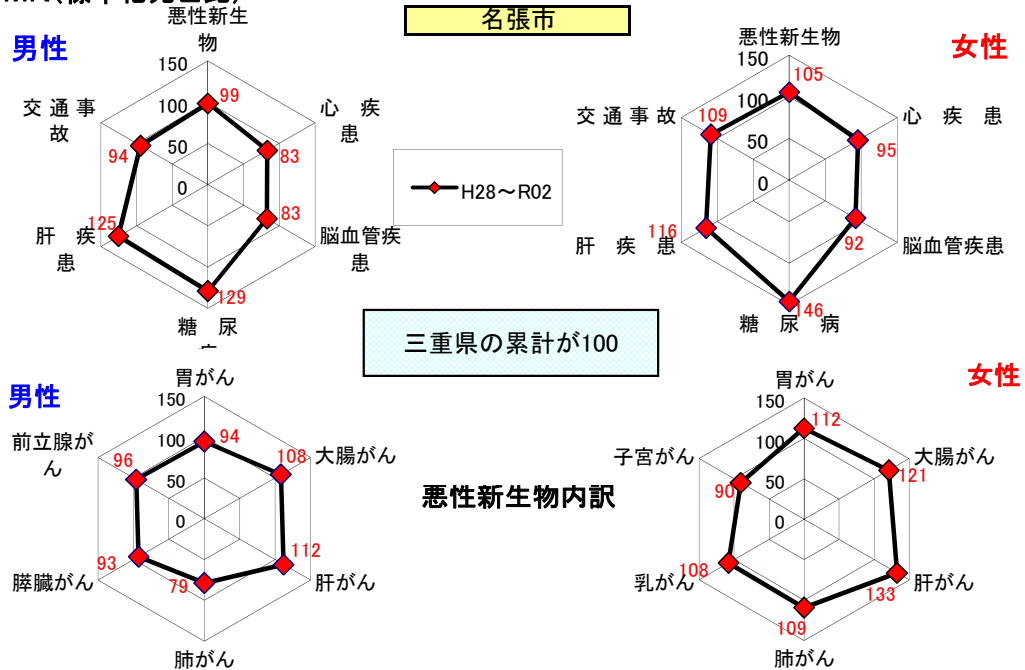 名張市
男性
悪性新生
物
150
100
50
0
99
心 疾
患
83
83
脳血管疾
患
129
糖 尿
125
肝 疾
患
94
交 通 事
故
H28～R02
女性
悪性新生物
150
100
50
0
105
心 疾 患
95
92
脳血管疾患
146
糖 尿 病
116
肝 疾 患
109
交 通 事 故
三重県の累計が100
男性
胃がん
150
100
50
0
94
108
大腸がん
112
肝がん
79
肺がん
93
膵臓がん
96
前立腺が
ん
悪性新生物内訳
女性
胃がん
150
100
50
0
112
大腸がん
121
133
肝がん
109
肺がん
108
乳がん
90
子宮がん